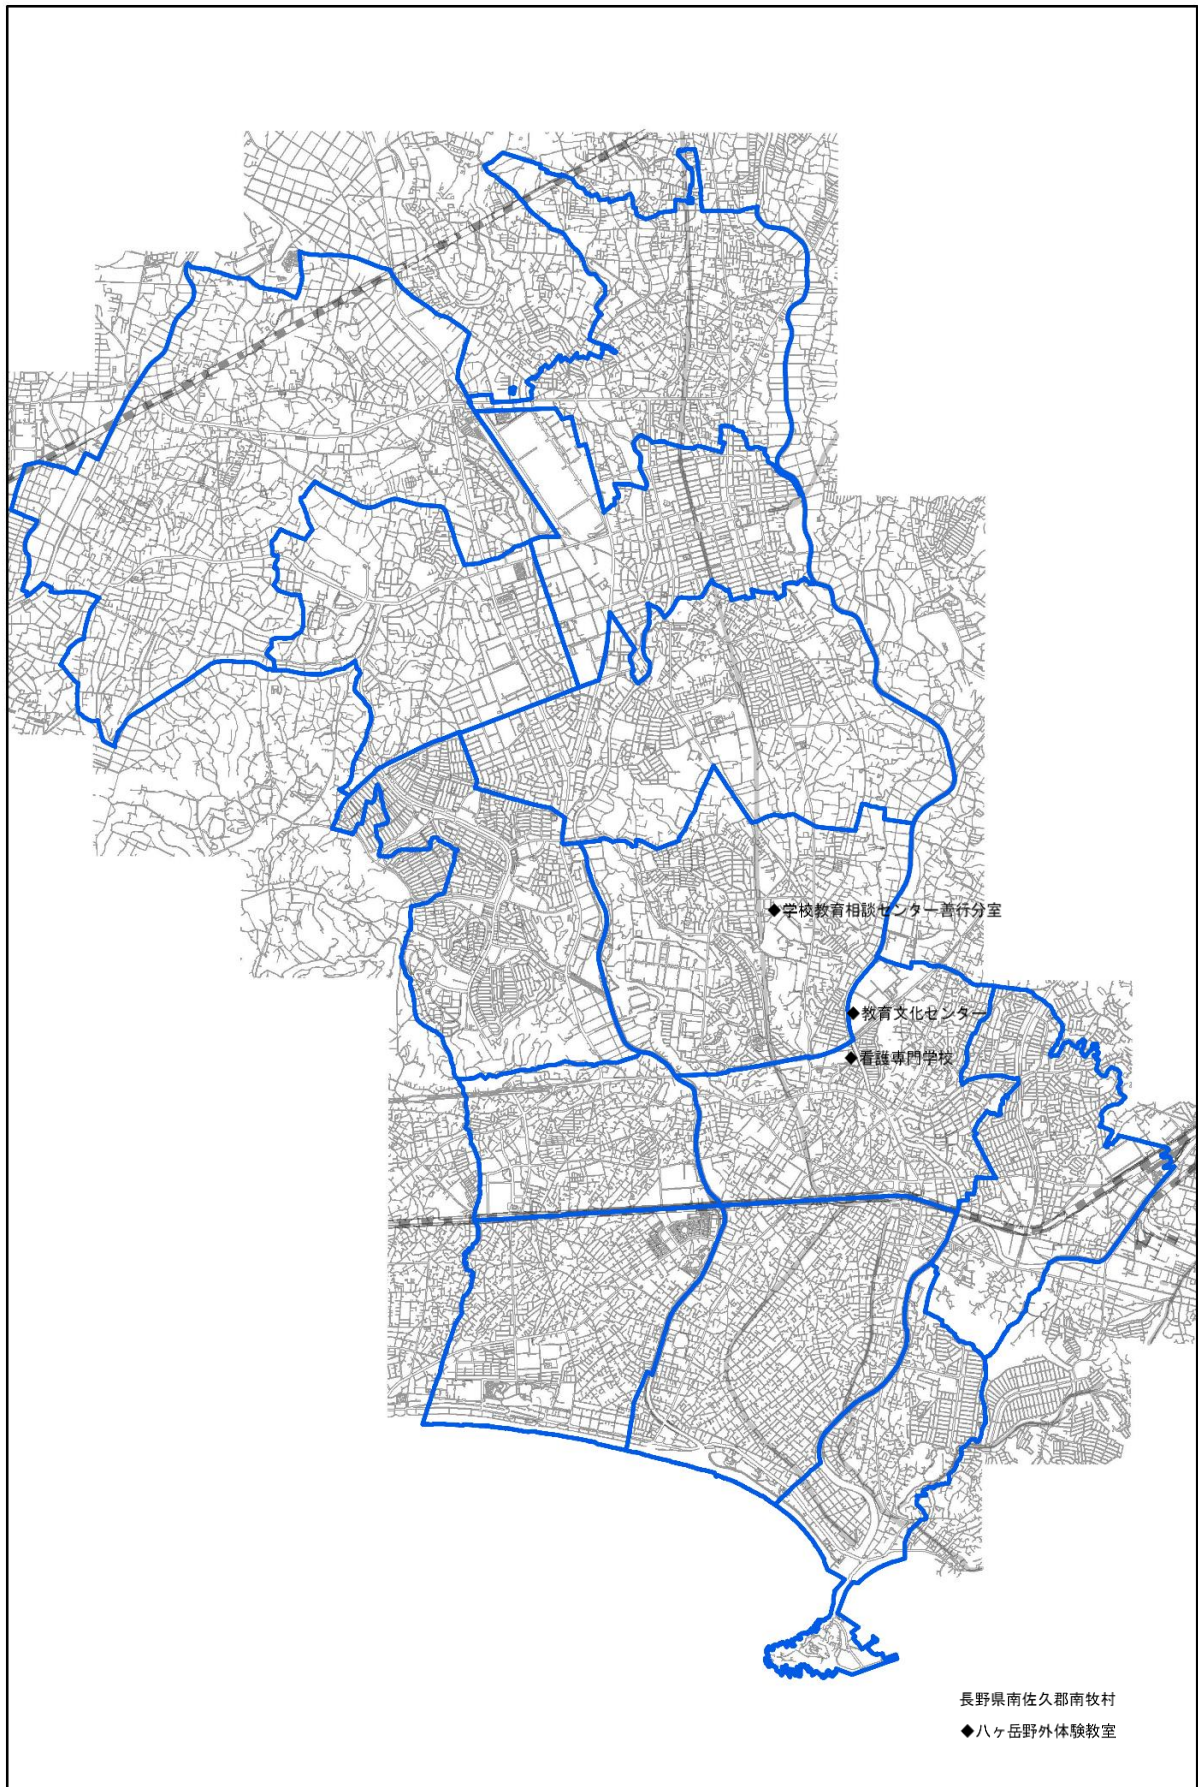 ◆学校教育相談センター善行分室
◆教育文化センター
◆看護専門学校
長野県南佐久郡南牧村
◆八ヶ岳野外体験教室